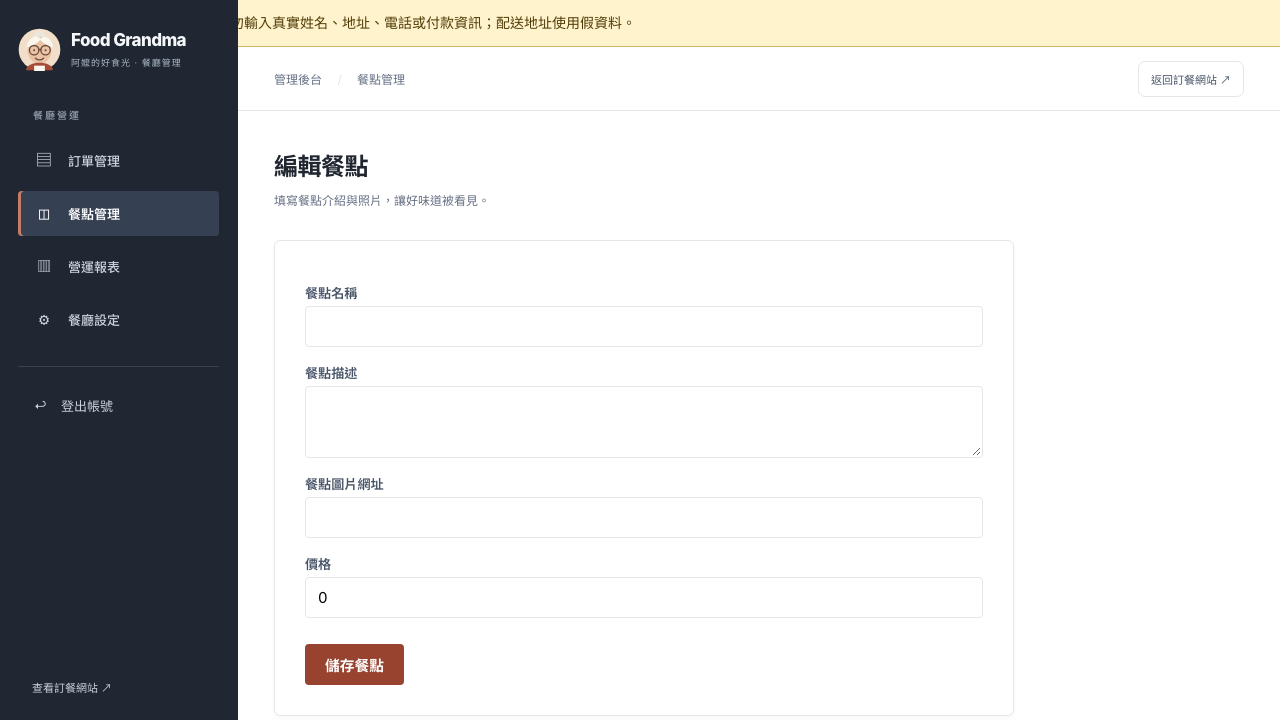 勿輸入真實姓名、地址、電話或付款資訊；配送地址使用假資料。
Food Grandma
阿嬤的好食光 · 餐廳管理
管理後台 / 餐點管理
返回訂餐網站 ↗
餐廳營運
訂單管理
餐點管理
營運報表
餐廳設定
登出帳號
查看訂餐網站 ↗
編輯餐點
填寫餐點介紹與照片，讓好味道被看見。
餐點名稱
餐點描述
餐點圖片網址
價格
0
儲存餐點